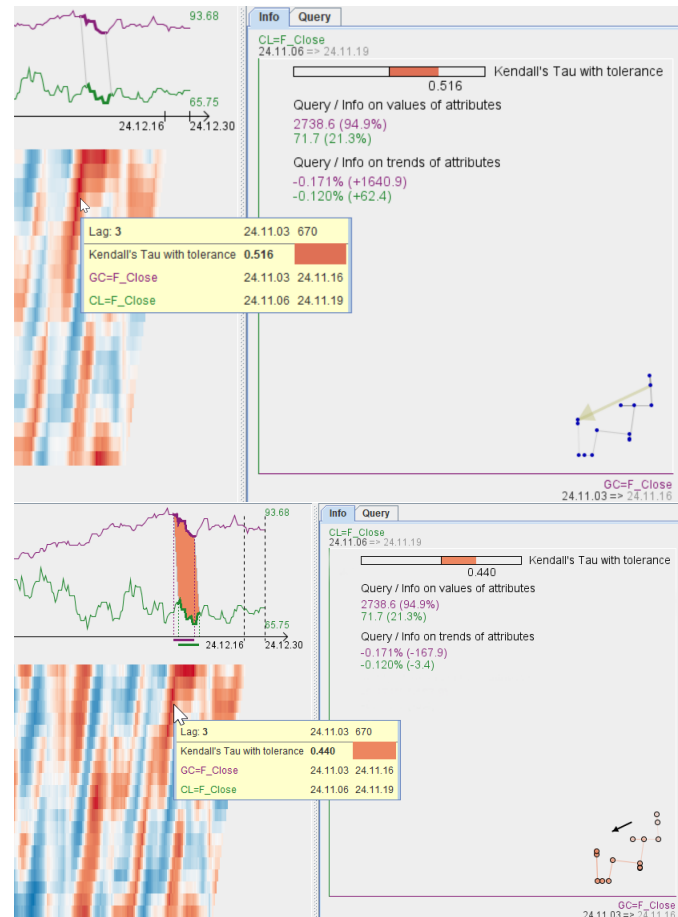 Info Query
93.68
CL=F_Close
24.11.06 => 24.11.19
Kendall's Tau with tolerance
0.516
Query / Info on values of attributes
2738.6 (94.9%)
71.7 (21.3%)
65.75
24.12.16 24.12.30
Query / Info on trends of attributes
-0.171% (+1640.9)
-0.120% (+62.4)
Lag: 3 24.11.03 670
Kendall's Tau with tolerance 0.516
GC=F_Close 24.11.03 24.11.16
CL=F_Close 24.11.06 24.11.19
GC=F_Close
24.11.03 => 24.11.16
Info Query
93.68
CL=F_Close
24.11.06 => 24.11.19
Kendall's Tau with tolerance
0.440
Query / Info on values of attributes
2738.6 (94.9%)
71.7 (21.3%)
65.75
24.12.16 24.12.30
Query / Info on trends of attributes
-0.171% (-167.9)
-0.120% (-3.4)
Lag: 3 24.11.03 670
Kendall's Tau with tolerance 0.440
GC=F_Close 24.11.03 24.11.16
CL=F_Close 24.11.06 24.11.19
GC=F_Close
24.11.03 => 24.11.16